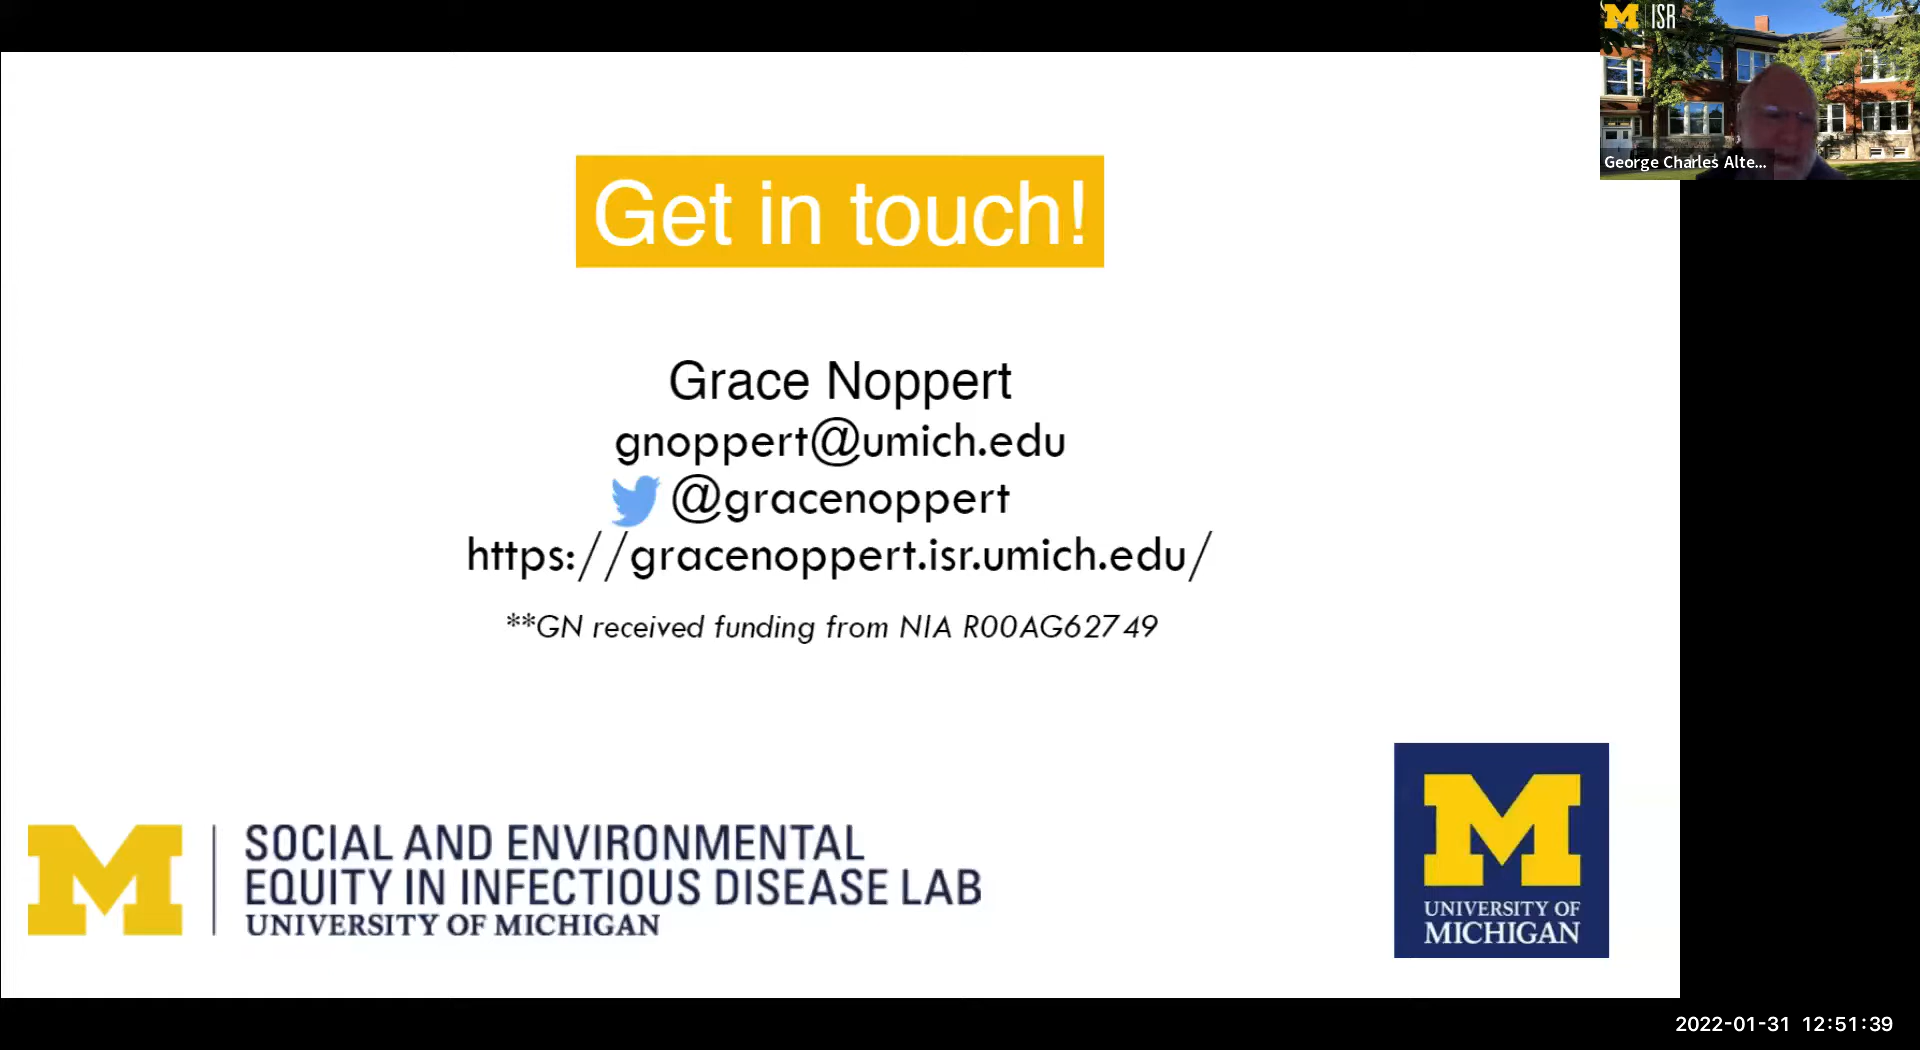 M ISR
George Charles Alte...
Get in touch!
Grace Noppert
gnoppert@umich.edu
@gracenoppert
https://gracenoppert.isr.umich.edu/
**GN received funding from NIA R00AG62749
M
SOCIAL AND ENVIRONMENTAL
EQUITY IN INFECTIOUS DISEASE LAB
UNIVERSITY OF MICHIGAN
M
UNIVERSITY OF
MICHIGAN
2022-01-31 12:51:39